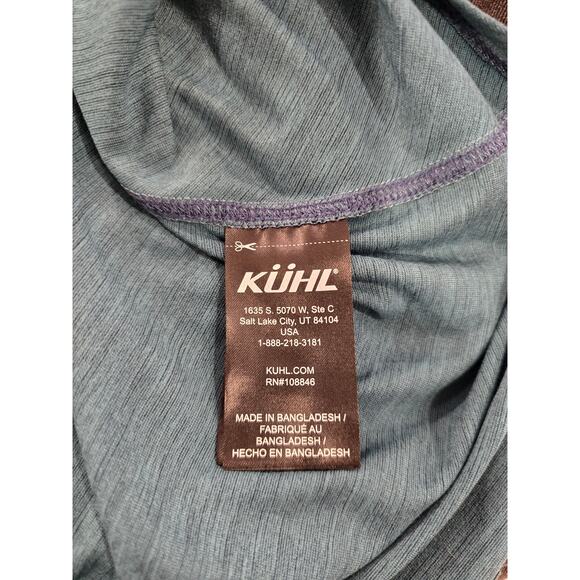 KÜHL®
1635 S. 5070 W, Ste C
Salt Lake City, UT 84104
USA
1-888-218-3181
KUHL.COM
RN#108846
MADE IN BANGLADESH /
FABRIQUÉ AU
BANGLADESH /
HECHO EN BANGLADESH